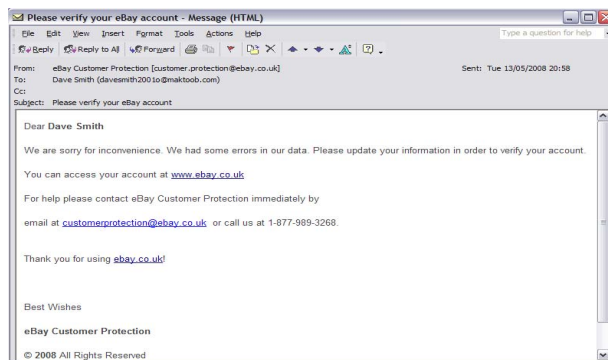 Please verify your eBay account - Message (HTML)
File Edit View Insert Format Tools Actions Help Type a question for help
Reply Reply to All Forward
From: eBay Customer Protection [customer.protection@ebay.co.uk] Sent: Tue 13/05/2008 20:58
To: Dave Smith (davesmith2001o@maktoob.com)
Cc:
Subject: Please verify your eBay account
Dear Dave Smith
We are sorry for inconvenience. We had some errors in our data. Please update your information in order to verify your account.
You can access your account at www.ebay.co.uk
For help please contact eBay Customer Protection immediately by
email at customerprotection@ebay.co.uk or call us at 1-877-989-3268.
Thank you for using ebay.co.uk!
Best Wishes
eBay Customer Protection
© 2008 All Rights Reserved